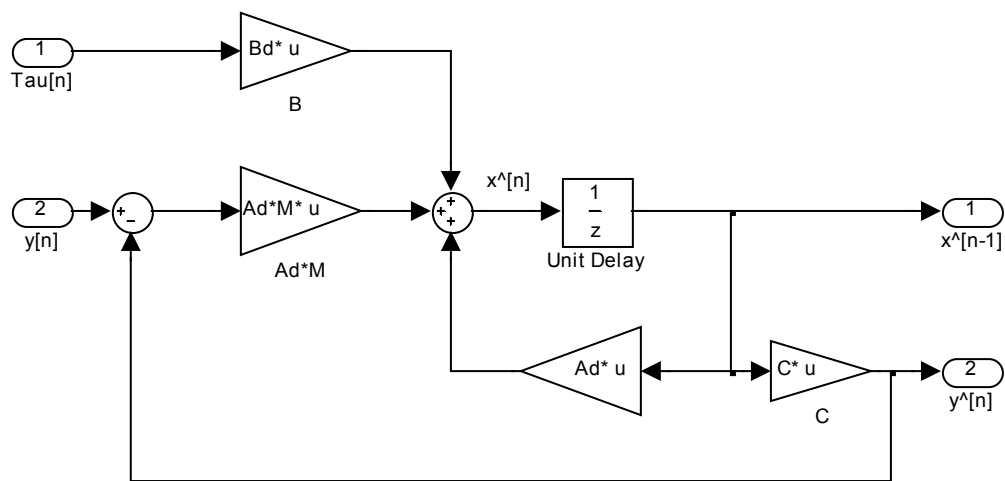 1
Tau[n]
Bd* u
B
2
y[n]
+
−
Ad*M* u
Ad*M
+
+
+
x^[n]
1
z
Unit Delay
1
x^[n-1]
Ad* u
C* u
C
2
y^[n]